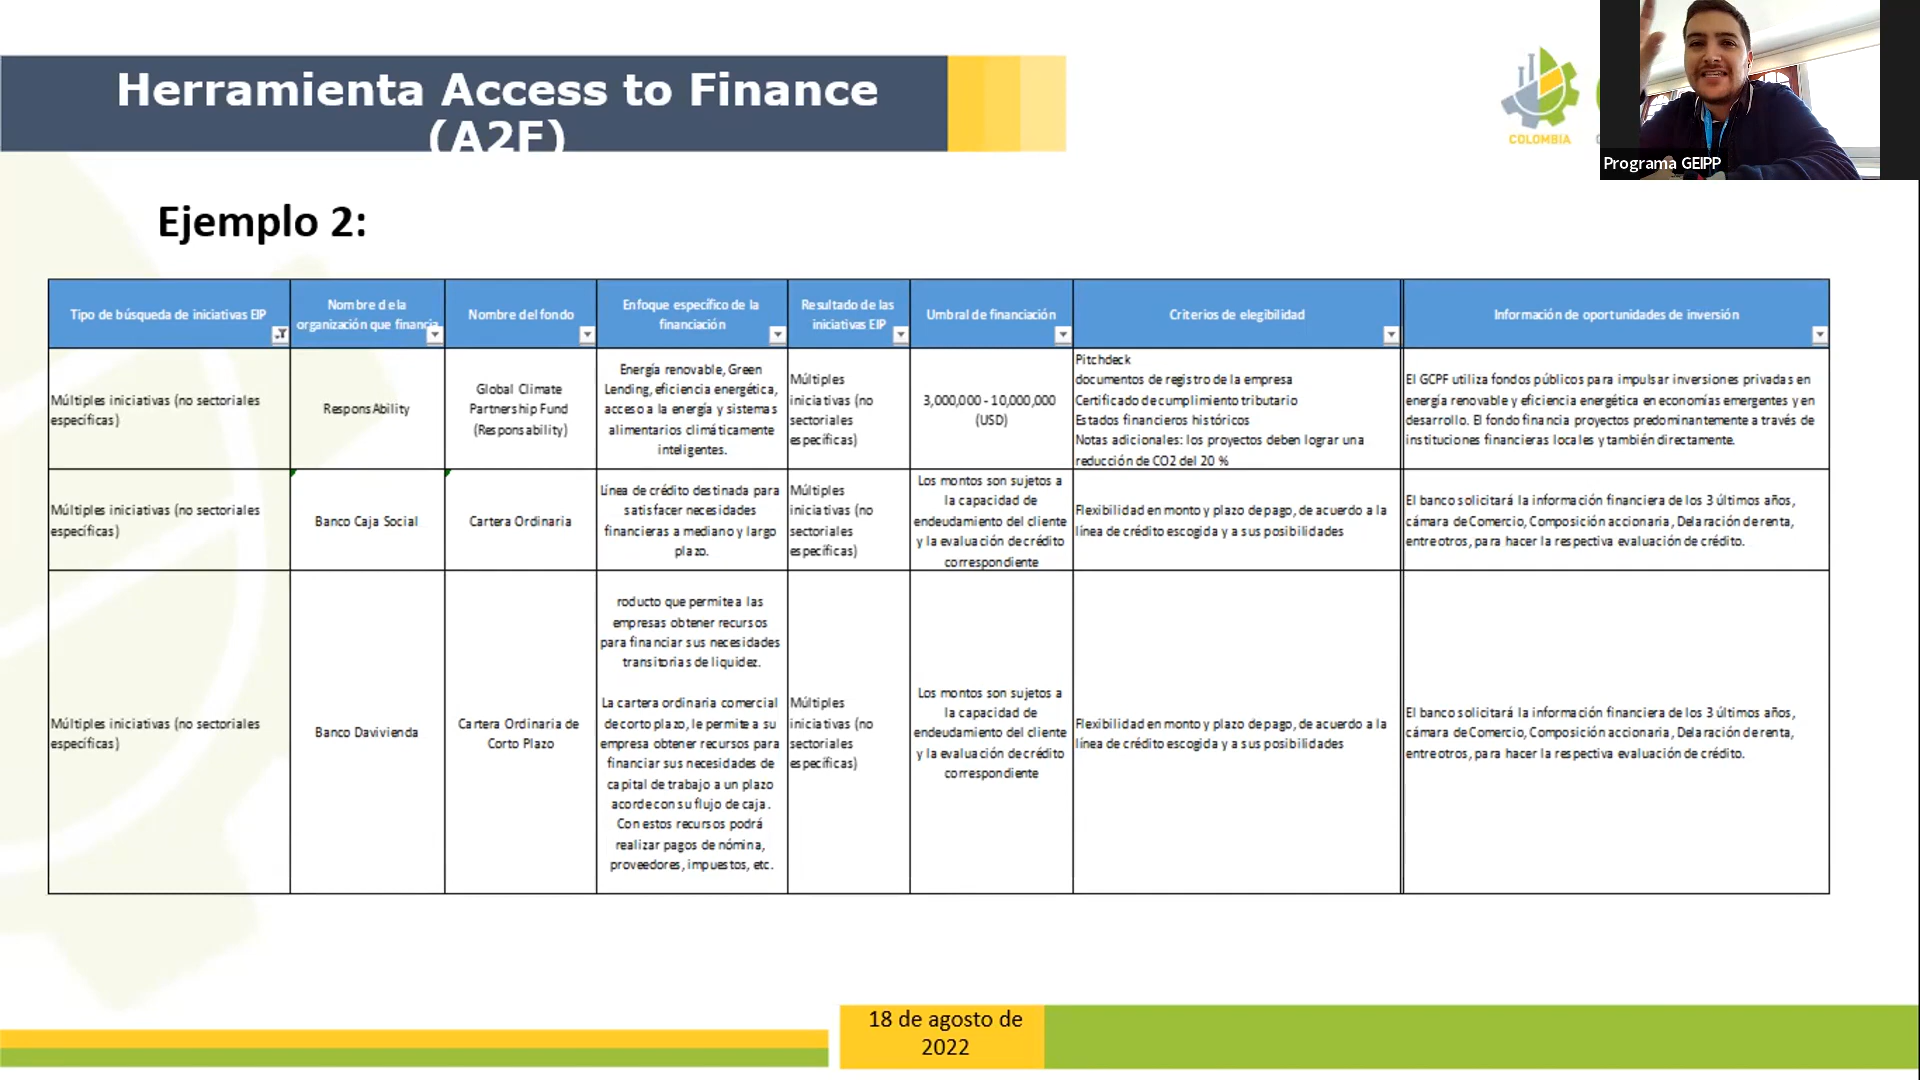 Herramienta Access to Finance
(A2F)
COLOMBIA
Programa GEIPP
Ejemplo 2:
Tipo de búsqueda de iniciativas EIP
Nombre de la
organización que financia
Nombre del fondo
Enfoque específico de la
financiación
Resultado de las
iniciativas EIP
Umbral de financiación
Criterios de elegibilidad
Información de oportunidades de inversión
Múltiples iniciativas (no sectoriales
específicas)
ResponsAbility
Global Climate
Partnership Fund
(Responsability)
Energía renovable, Green
Lending, eficiencia energética,
acceso a la energía y sistemas
alimentarios climáticamente
inteligentes.
Múltiples
iniciativas (no
sectoriales
específicas)
3,000,000 - 10,000,000
(USD)
Pitchdeck
documentos de registro de la empresa
Certificado de cumplimiento tributario
Estados financieros históricos
Notas adicionales: los proyectos deben lograr una
reducción de CO2 del 20 %
El GCPF utiliza fondos públicos para impulsar inversiones privadas en
energía renovable y eficiencia energética en economías emergentes y en
desarrollo. El fondo financia proyectos predominantemente a través de
instituciones financieras locales y también directamente.
Múltiples iniciativas (no sectoriales
específicas)
Banco Caja Social
Cartera Ordinaria
Línea de crédito destinada para
satisfacer necesidades
financieras a mediano y largo
plazo.
Múltiples
iniciativas (no
sectoriales
específicas)
Los montos son sujetos a
la capacidad de
endeudamiento del cliente
y la evaluación de crédito
correspondiente
Flexibilidad en monto y plazo de pago, de acuerdo a la
línea de crédito escogida y a sus posibilidades
El banco solicitará la información financiera de los 3 últimos años,
cámara de Comercio, Composición accionaria, Delaración de renta,
entre otros, para hacer la respectiva evaluación de crédito.
Múltiples iniciativas (no sectoriales
específicas)
Banco Davivienda
Cartera Ordinaria de
Corto Plazo
roducto que permite a las
empresas obtener recursos
para financiar sus necesidades
transitorias de liquidez.
La cartera ordinaria comercial
de corto plazo, le permite a su
empresa obtener recursos para
financiar sus necesidades de
capital de trabajo a un plazo
acorde con su flujo de caja.
Con estos recursos podrá
realizar pagos de nómina,
proveedores, impuestos, etc.
Múltiples
iniciativas (no
sectoriales
específicas)
Los montos son sujetos a
la capacidad de
endeudamiento del cliente
y la evaluación de crédito
correspondiente
Flexibilidad en monto y plazo de pago, de acuerdo a la
línea de crédito escogida y a sus posibilidades
El banco solicitará la información financiera de los 3 últimos años,
cámara de Comercio, Composición accionaria, Delaración de renta,
entre otros, para hacer la respectiva evaluación de crédito.
18 de agosto de
2022